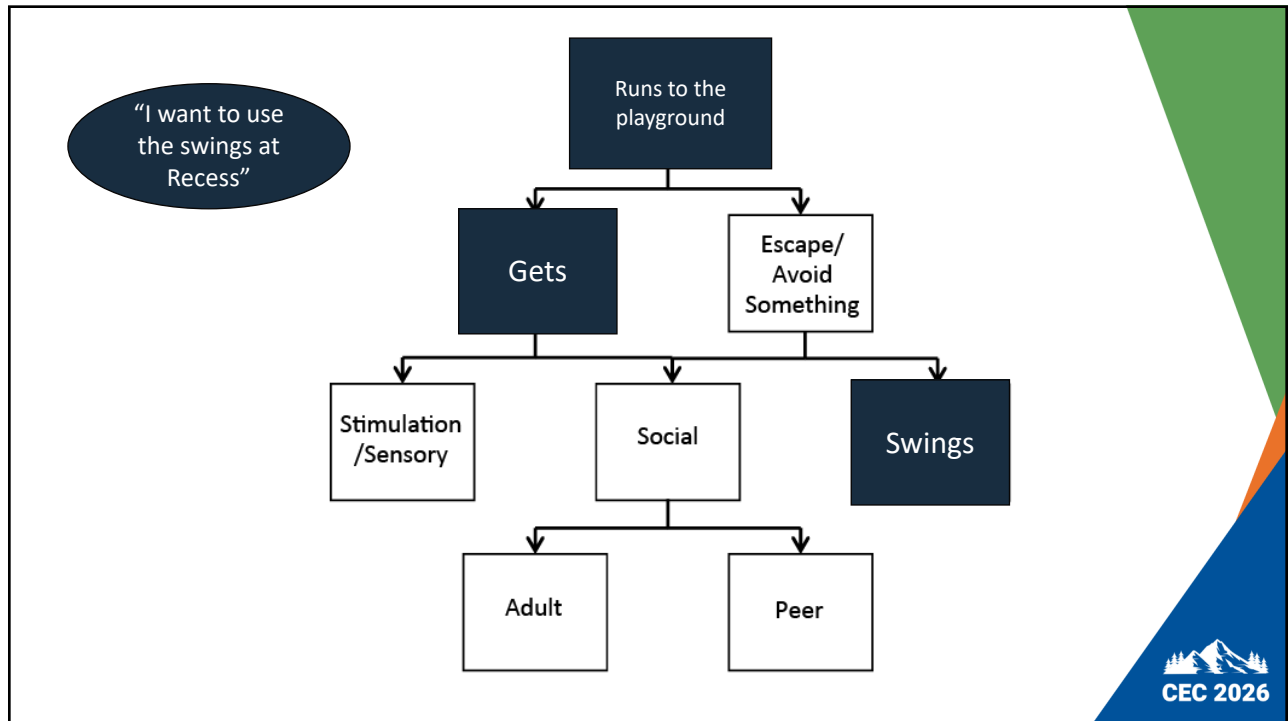 “I want to use
the swings at
Recess”
Runs to the
playground
Gets
Escape/
Avoid
Something
Stimulation
/Sensory
Social
Swings
Adult
Peer
CEC 2026